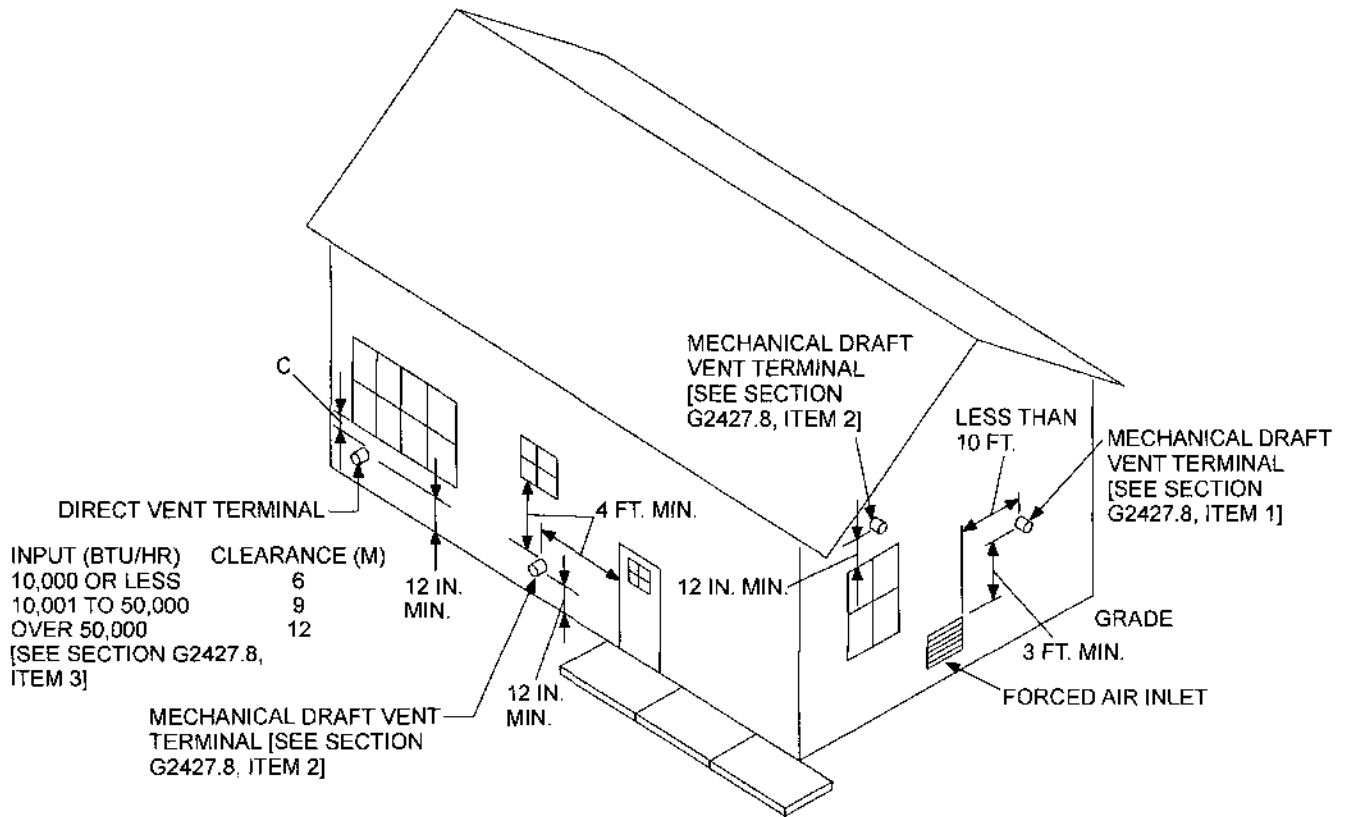 MECHANICAL DRAFT
VENT TERMINAL
[SEE SECTION
G2427.8, ITEM 2]
LESS THAN
10 FT.
MECHANICAL DRAFT
VENT TERMINAL
[SEE SECTION
G2427.8, ITEM 1]
C
DIRECT VENT TERMINAL
4 FT. MIN.
INPUT (BTU/HR) CLEARANCE (M)
10,000 OR LESS 6
10,001 TO 50,000 9
OVER 50,000 12
[SEE SECTION G2427.8,
ITEM 3]
12 IN.
MIN.
12 IN. MIN.
GRADE
3 FT. MIN.
FORCED AIR INLET
12 IN.
MIN.
MECHANICAL DRAFT VENT
TERMINAL [SEE SECTION
G2427.8, ITEM 2]